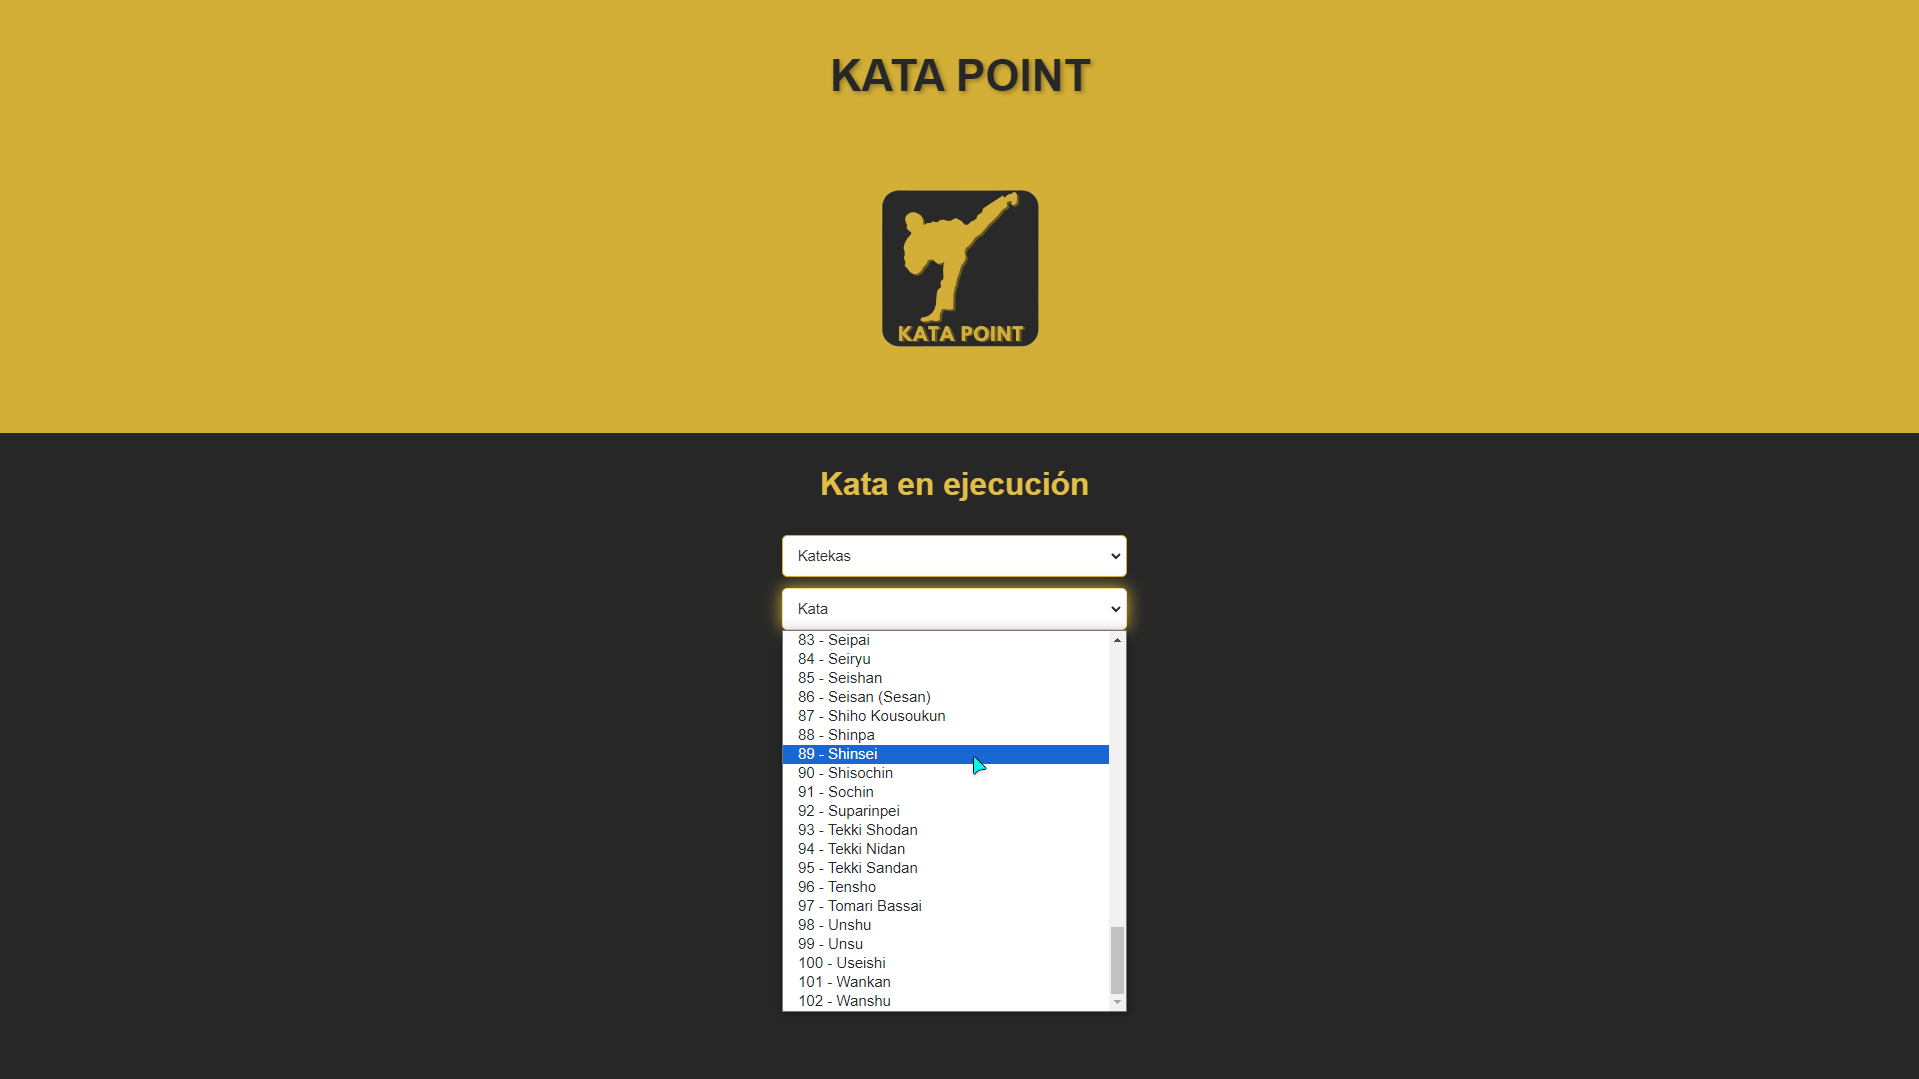 KATA POINT
KATA POINT
Kata en ejecución
Katekas
Kata
83 - Seipai
84 - Seiryu
85 - Seishan
86 - Seisan (Sesan)
87 - Shiho Kousoukun
88 - Shinpa
89 - Shinsei
90 - Shisochin
91 - Sochin
92 - Suparinpei
93 - Tekki Shodan
94 - Tekki Nidan
95 - Tekki Sandan
96 - Tensho
97 - Tomari Bassai
98 - Unshu
99 - Unsu
100 - Useishi
101 - Wankan
102 - Wanshu